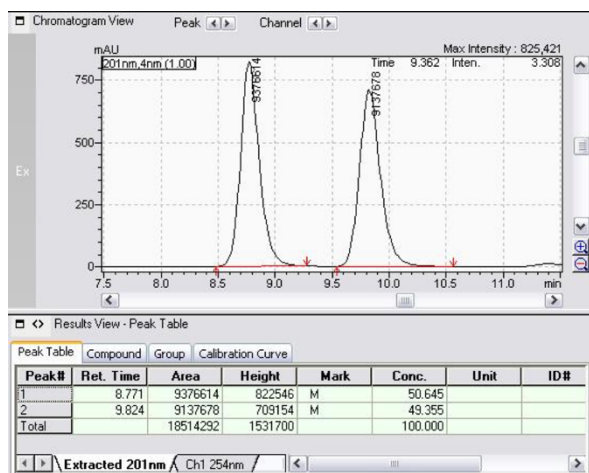 Chromatogram View Peak Channel
mAU
Max Intensity : 825,421
201nm,4nm (1.00)
Time 9.362 Inten. 3.308
9376614
9137678
750
500
250
0
Ex
7.5 8.0 8.5 9.0 9.5 10.0 10.5 11.0 min
Results View - Peak Table
Peak Table Compound Group Calibration Curve
Peak# Ret. Time Area Height Mark Conc. Unit ID#
1 8.771 9376614 822546 M 50.645
2 9.824 9137678 709154 M 49.355
Total 18514292 1531700 100.000
Extracted 201nm Ch1 254nm